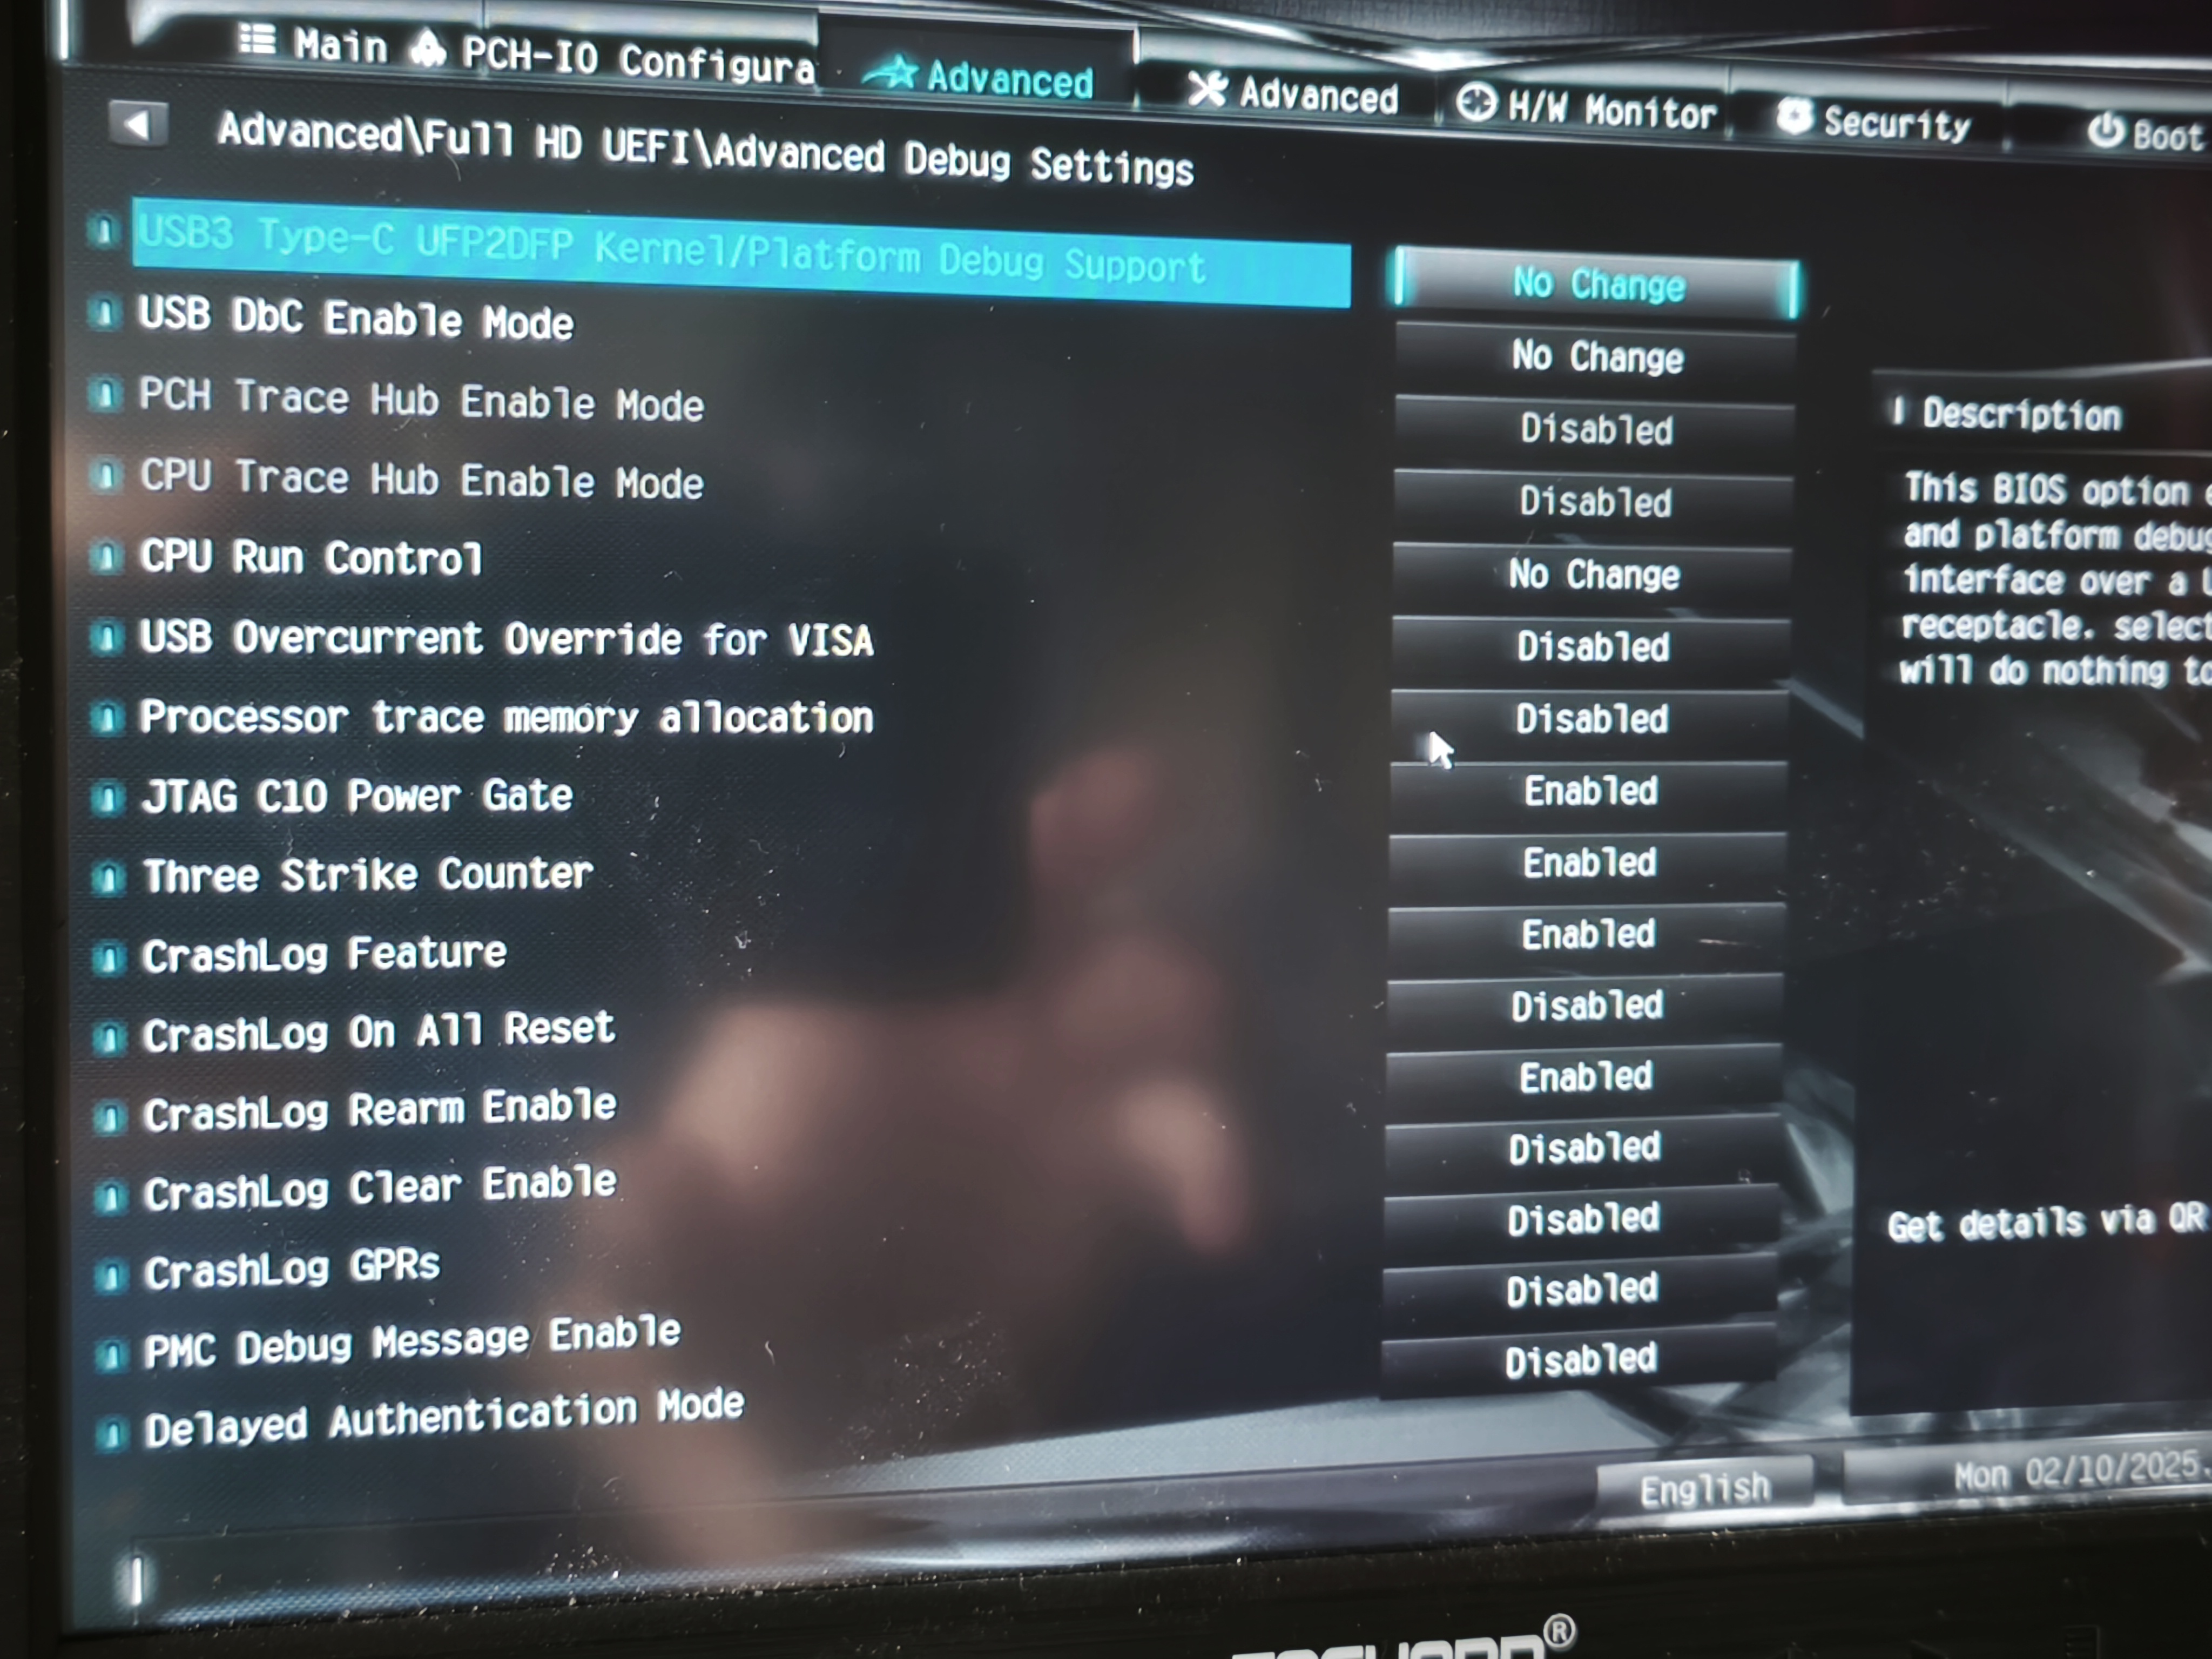 Main
PCH-IO Configura
Advanced
Advanced
H/W Monitor
Security
Boot
Advanced\Full HD UEFI\Advanced Debug Settings
USB3 Type-C UFP2DFP Kernel/Platform Debug Support No Change
USB DbC Enable Mode No Change
PCH Trace Hub Enable Mode Disabled
CPU Trace Hub Enable Mode Disabled
CPU Run Control No Change
USB Overcurrent Override for VISA Disabled
Processor trace memory allocation Disabled
JTAG C10 Power Gate Enabled
Three Strike Counter Enabled
CrashLog Feature Enabled
CrashLog On All Reset Disabled
CrashLog Rearm Enable Enabled
CrashLog Clear Enable Disabled
CrashLog GPRs Disabled
PMC Debug Message Enable Disabled
Delayed Authentication Mode Disabled
Description
This BIOS option
and platform debug
interface over a
receptacle. select
will do nothing to
Get details via QR
English
Mon 02/10/2025.